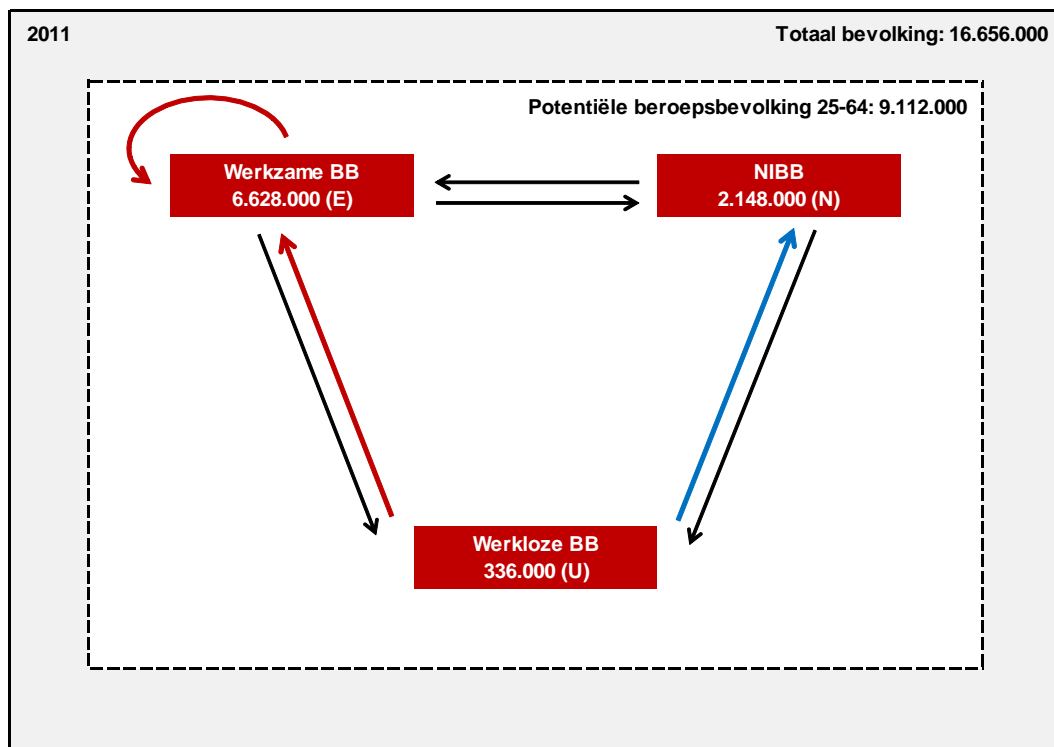 2011
Totaal bevolking: 16.656.000
Potentiële beroepsbevolking 25-64: 9.112.000
Werkzame BB
6.628.000 (E)
NIBB
2.148.000 (N)
Werkloze BB
336.000 (U)